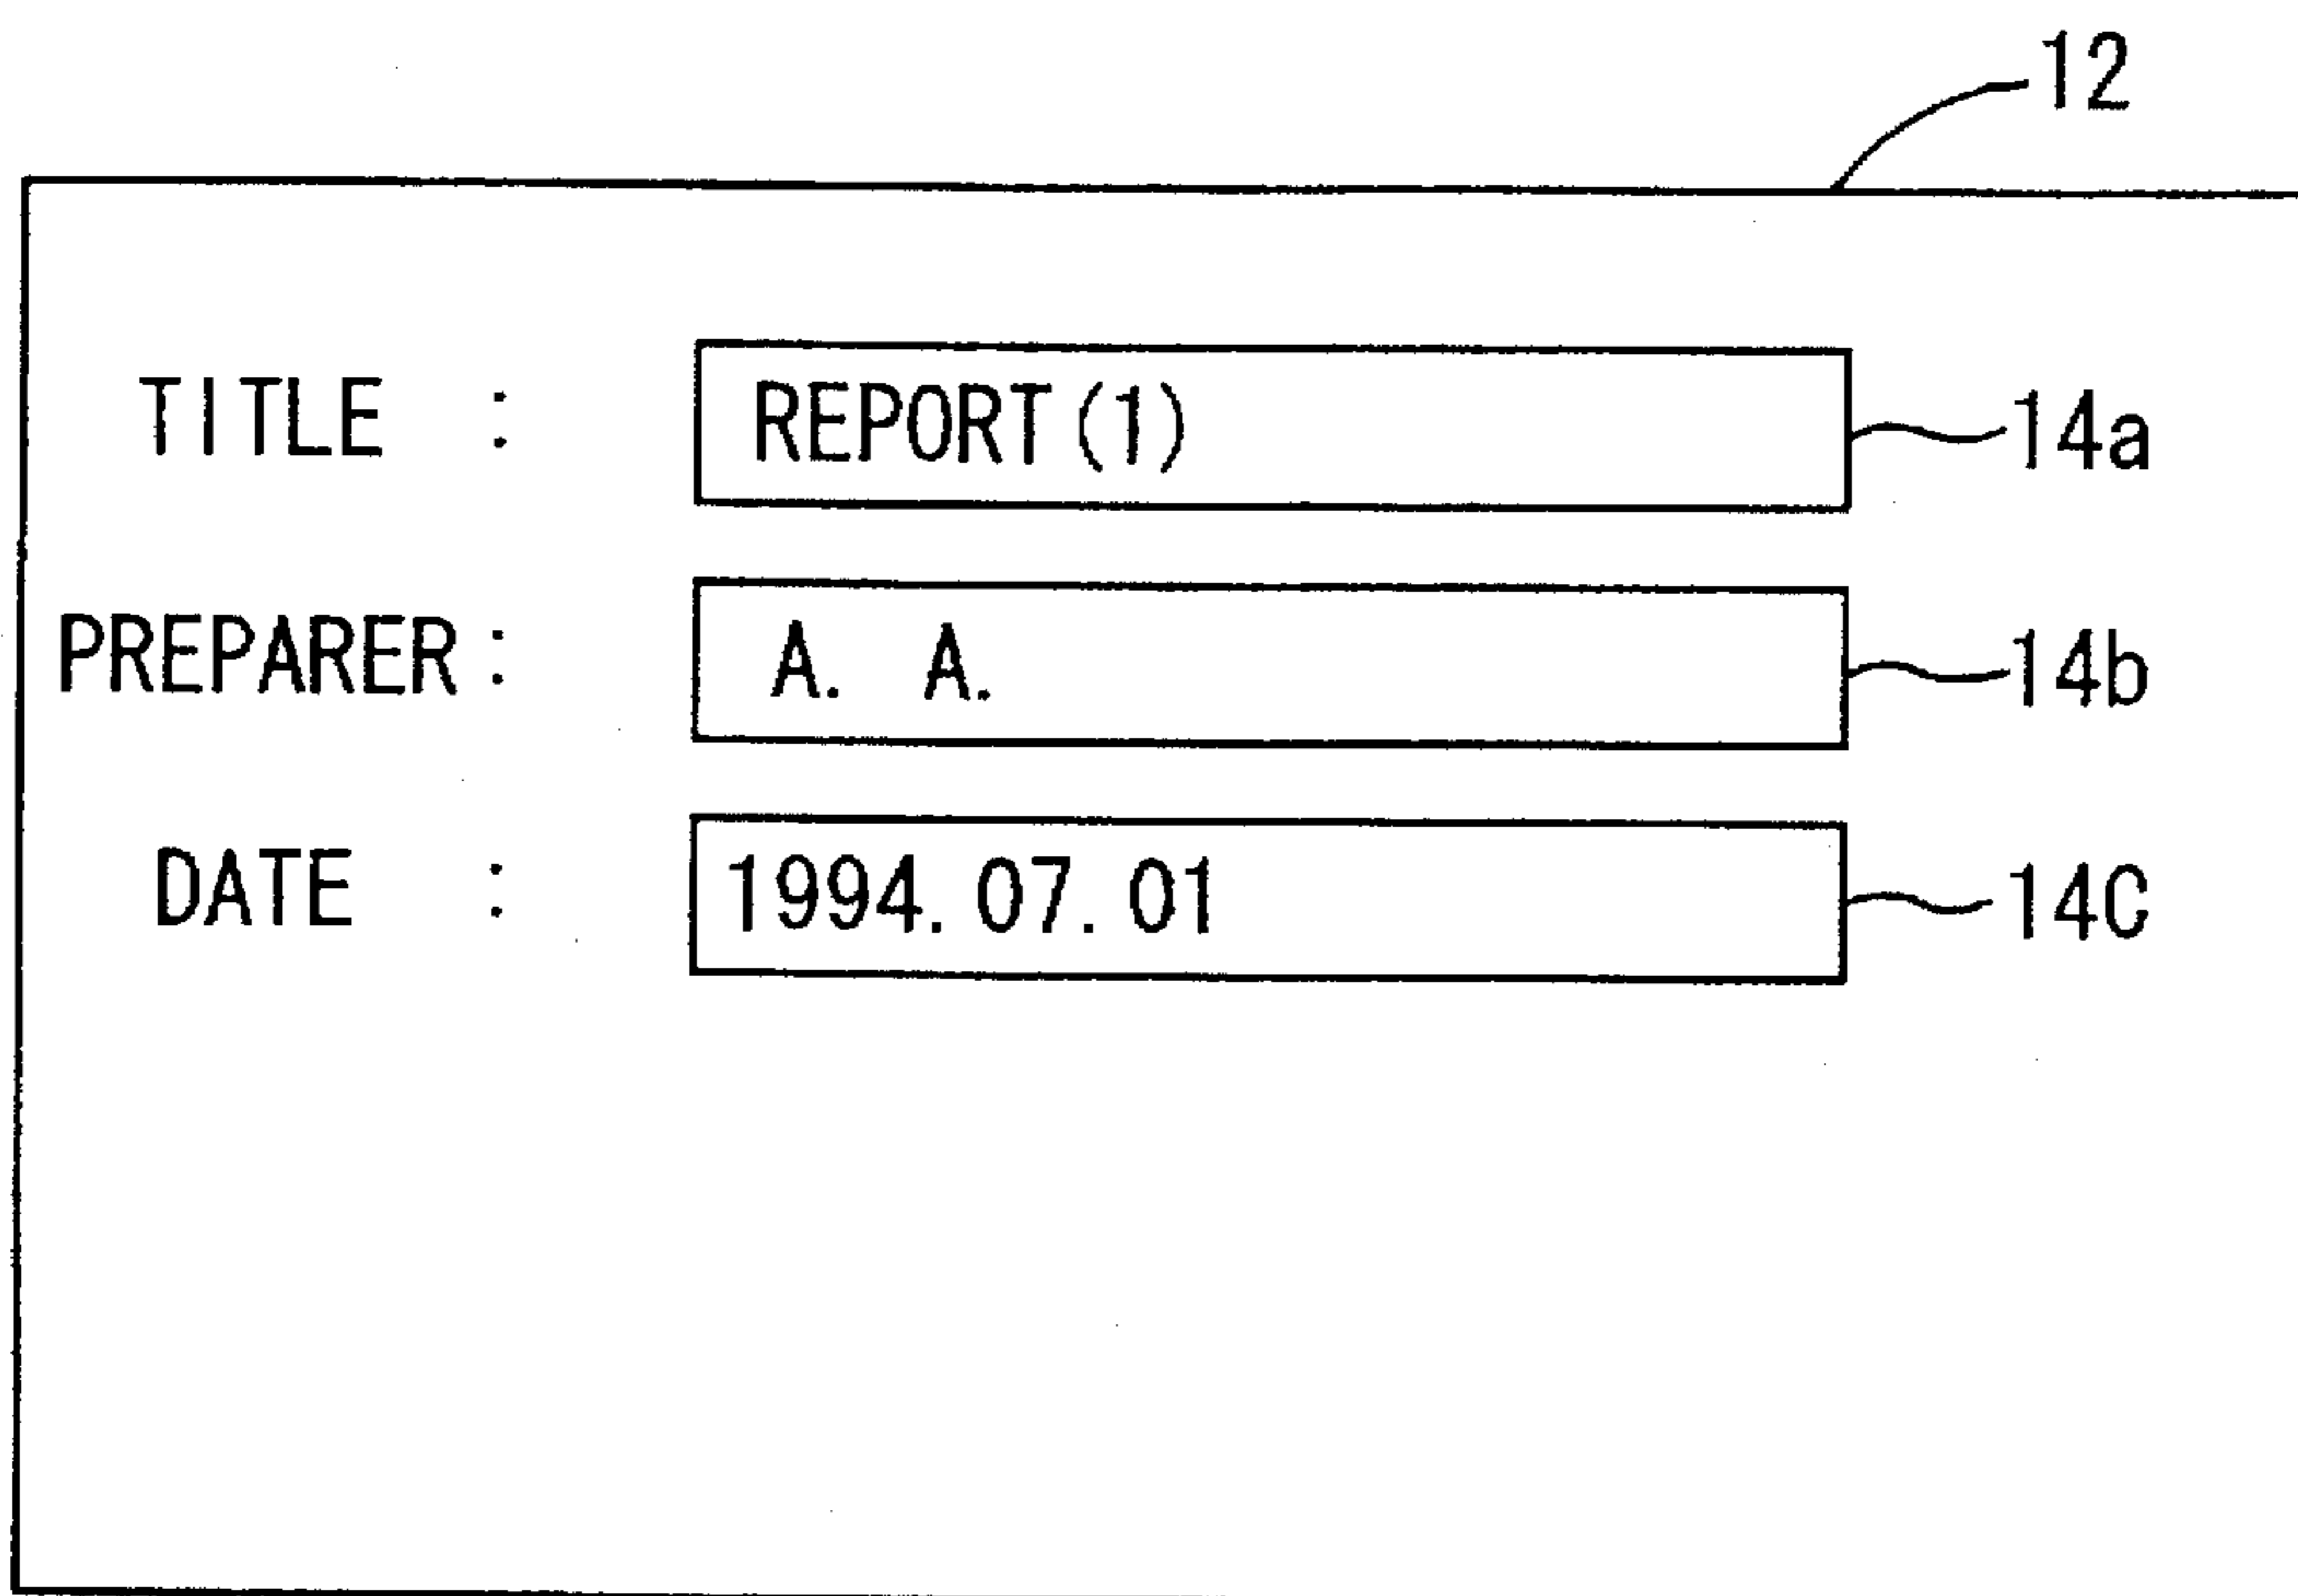 12
TITLE : REPORT(1) 14a
PREPARER: A. A. 14b
DATE : 1994.07.01 14C